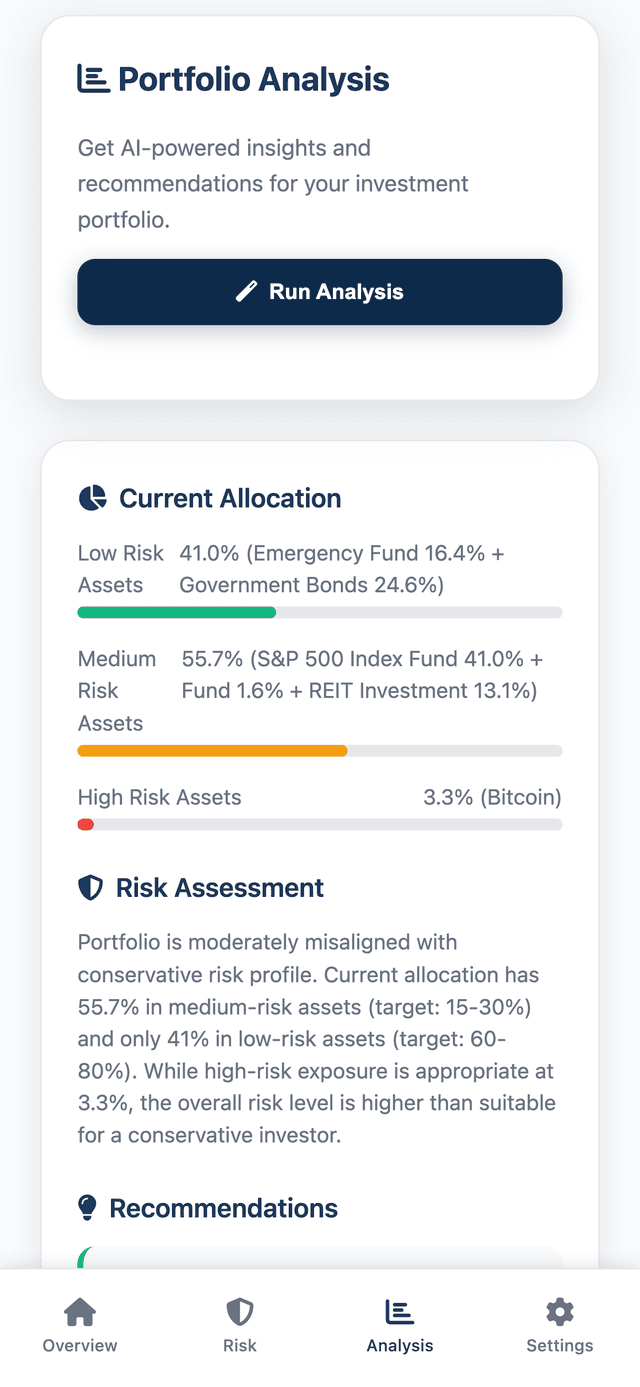 Portfolio Analysis
Get AI-powered insights and
recommendations for your investment
portfolio.
Run Analysis
Current Allocation
Low Risk Assets
41.0% (Emergency Fund 16.4% +
Government Bonds 24.6%)
Medium Risk Assets
55.7% (S&P 500 Index Fund 41.0% +
Fund 1.6% + REIT Investment 13.1%)
High Risk Assets
3.3% (Bitcoin)
Risk Assessment
Portfolio is moderately misaligned with
conservative risk profile. Current allocation has
55.7% in medium-risk assets (target: 15-30%)
and only 41% in low-risk assets (target: 60-
80%). While high-risk exposure is appropriate at
3.3%, the overall risk level is higher than suitable
for a conservative investor.
Recommendations
Overview
Risk
Analysis
Settings